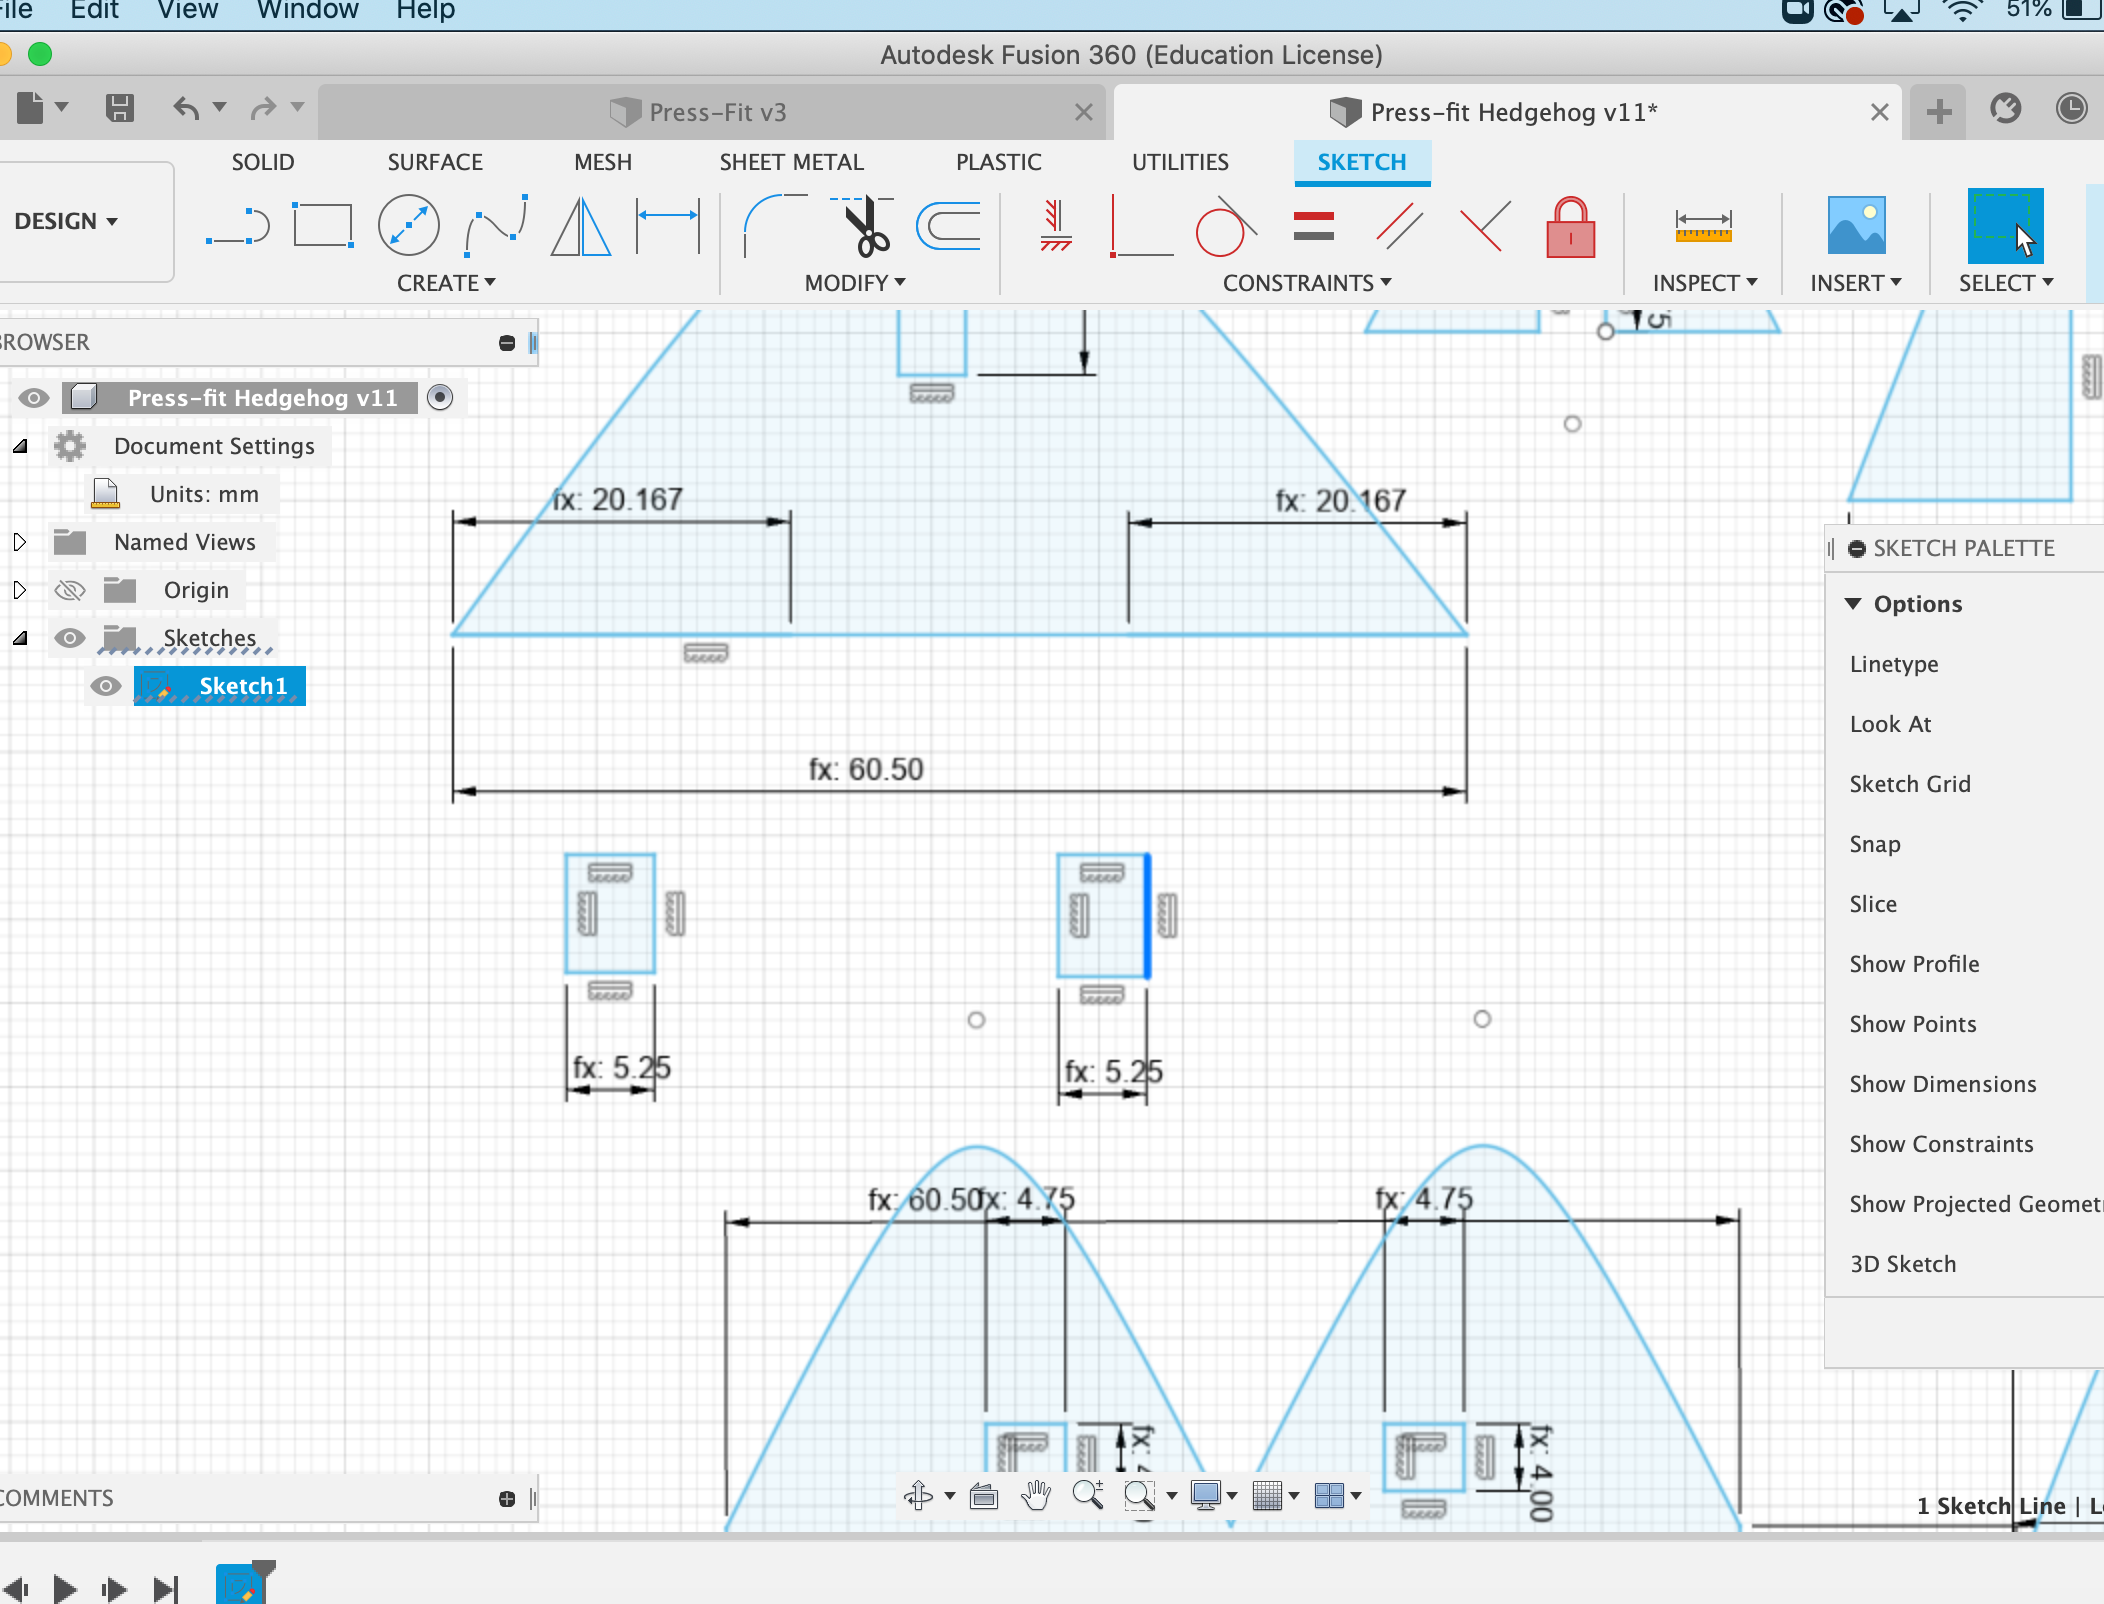 File Edit View Window Help 51%
Autodesk Fusion 360 (Education License)
Press-Fit v3 Press-fit Hedgehog v11*
SOLID SURFACE MESH SHEET METAL PLASTIC UTILITIES SKETCH
DESIGN
CREATE MODIFY CONSTRAINTS INSPECT INSERT SELECT
BROWSER
Press-fit Hedgehog v11
Document Settings
Units: mm
Named Views
Origin
Sketches
Sketch1
fx: 20.167 fx: 20.167
fx: 60.50
fx: 5.25 fx: 5.25
fx: 60.50 fx: 4.75 fx: 4.75
fx: 4.00
SKETCH PALETTE
Options
Linetype
Look At
Sketch Grid
Snap
Slice
Show Profile
Show Points
Show Dimensions
Show Constraints
Show Projected Geomet
3D Sketch
COMMENTS
1 Sketch Line | L